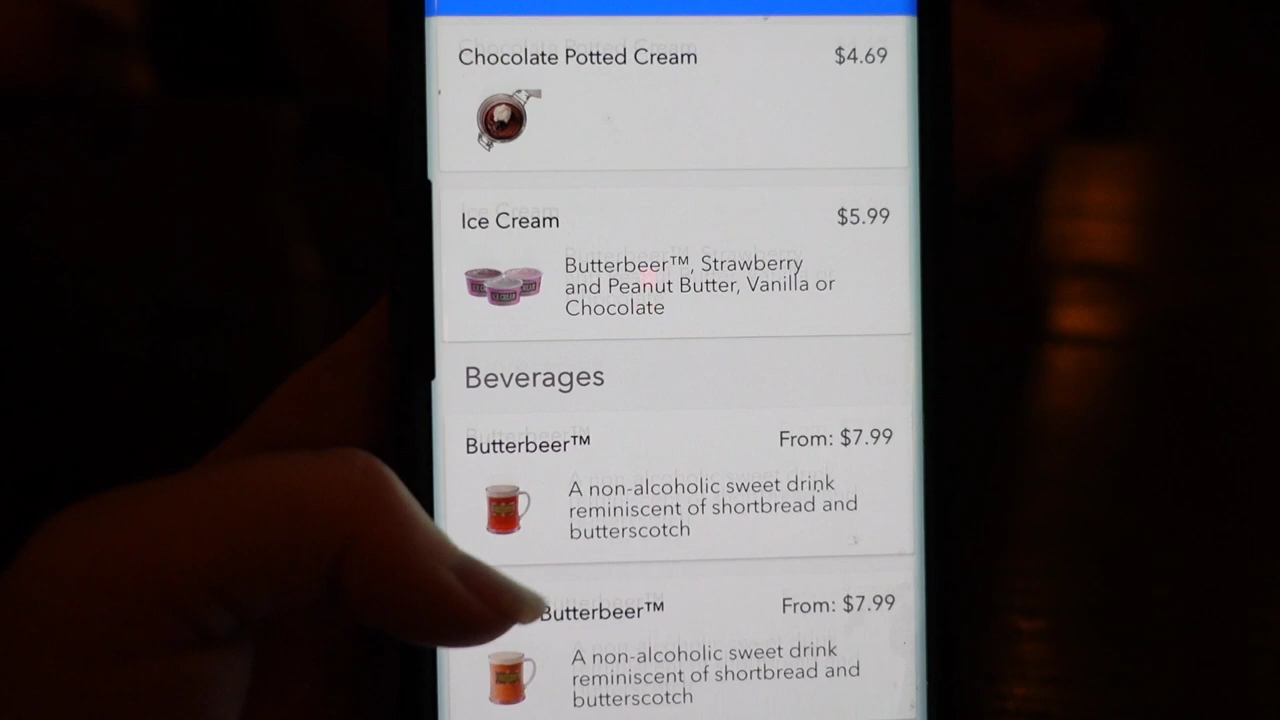 Chocolate Potted Cream $4.69
Ice Cream $5.99
Butterbeer™, Strawberry
and Peanut Butter, Vanilla or
Chocolate
Beverages
Butterbeer™ From: $7.99
A non-alcoholic sweet drink
reminiscent of shortbread and
butterscotch
Butterbeer™ From: $7.99
A non-alcoholic sweet drink
reminiscent of shortbread and
butterscotch